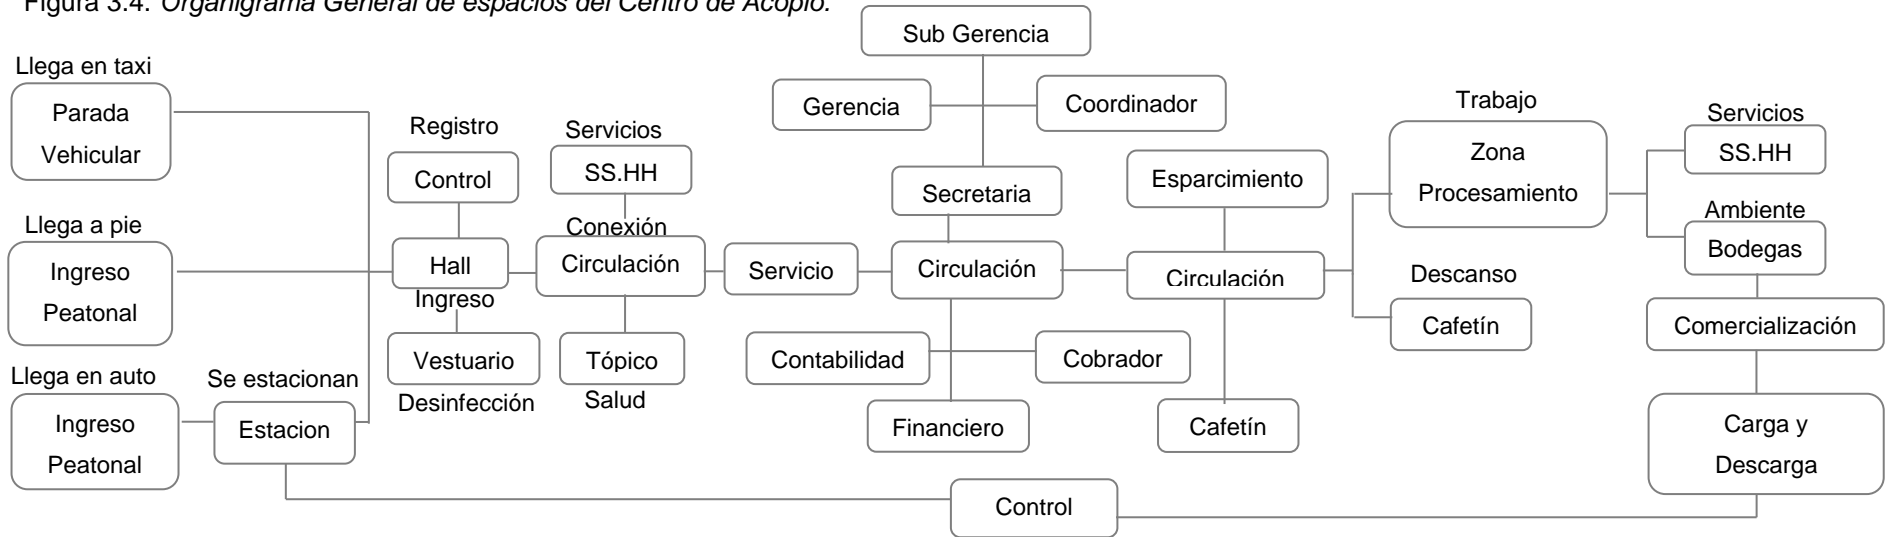 Figura 3.4. Organigrama General de espacios del Centro de Acopio.
Llega en taxi
Parada
Vehicular
Llega a pie
Ingreso
Peatonal
Llega en auto
Ingreso
Peatonal
Se estacionan
Estacion
Registro
Control
Hall
Ingreso
Vestuario
Desinfección
Servicios
SS.HH
Conexión
Circulación
Tópico
Salud
Servicio
Sub Gerencia
Gerencia
Coordinador
Secretaria
Circulación
Contabilidad
Cobrador
Financiero
Esparcimiento
Circulación
Cafetín
Trabajo
Zona
Procesamiento
Descanso
Cafetín
Servicios
SS.HH
Ambiente
Bodegas
Comercialización
Carga y
Descarga
Control